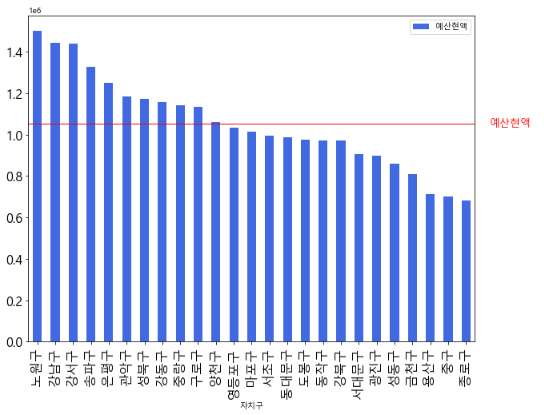 1e6
예산현액
1.4
1.2
예산현액
1.0
0.8
0.6
0.4
0.2
0.0
노원구
강남구
강서구
송파구
은평구
관악구
성북구
강동구
중랑구
구로구
양천구
영등포구
마포구
서초구
동대문구
도봉구
동작구
강북구
서대문구
광진구
성동구
금천구
용산구
중구
종로구
자치구